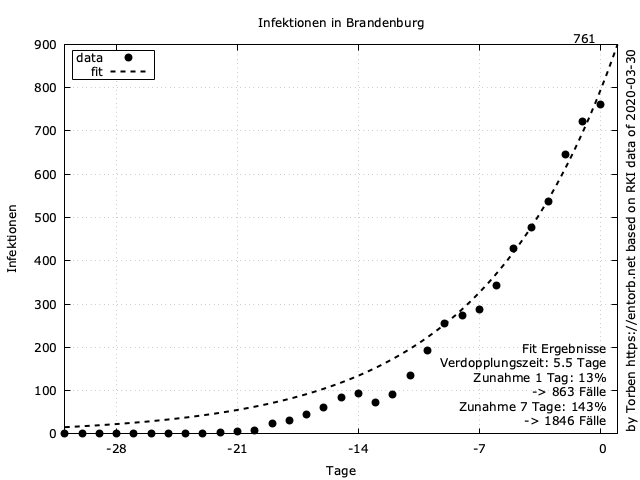 Infektionen in Brandenburg
761
data
fit
900
800
700
600
500
400
300
200
100
0
Infektionen
Fit Ergebnisse
Verdopplungszeit: 5.5 Tage
Zunahme 1 Tag: 13%
-> 863 Fälle
Zunahme 7 Tage: 143%
-> 1846 Fälle
-28 -21 -14 -7 0
Tage
by Torben https://entorb.net based on RKI data of 2020-03-30